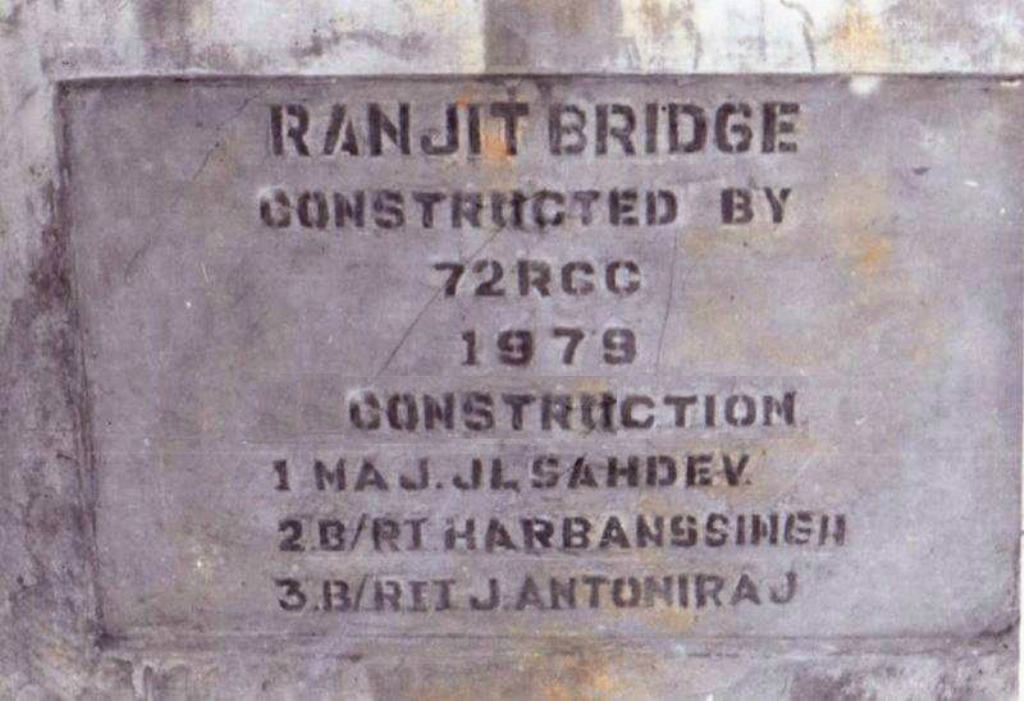 RANJIT BRIDGE
CONSTRUCTED BY
72RCC
1979
CONSTRUCTION
1 MAJ. JL, SAHDEV.
2.B/RT HARBANSSINGH
3.B/RIT J ANTONIRAJ